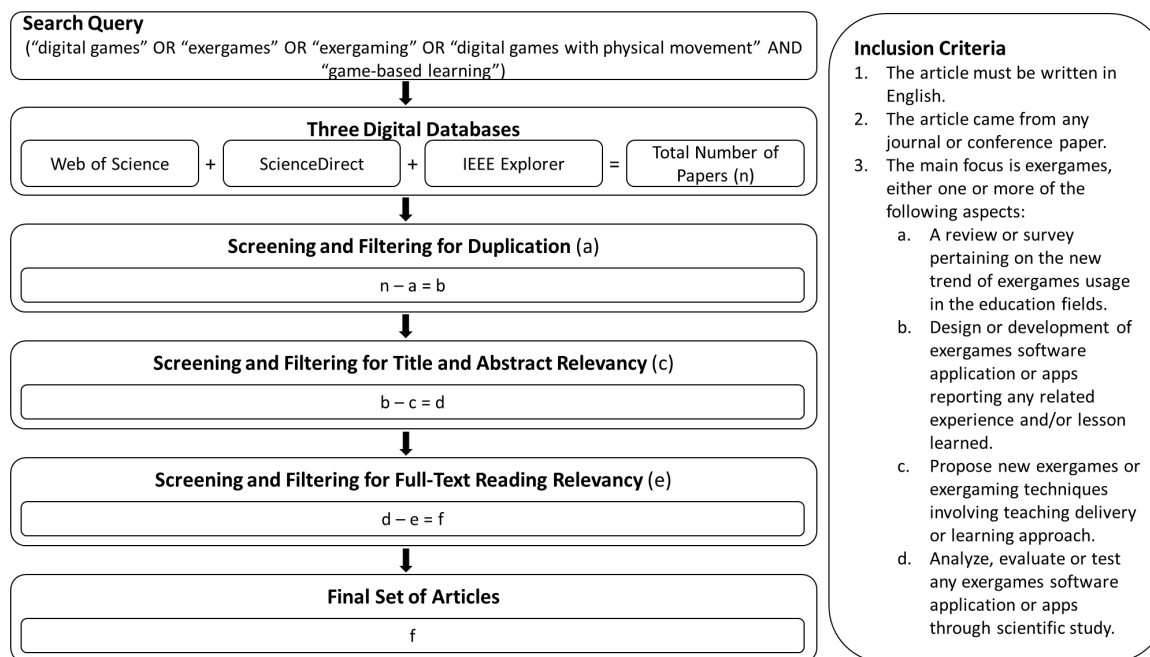 Search Query
(“digital games” OR “exergames” OR “exergaming” OR “digital games with physical movement” AND
“game-based learning”)
Three Digital Databases
Web of Science + ScienceDirect + IEEE Explorer = Total Number of
Papers (n)
Screening and Filtering for Duplication (a)
n – a = b
Screening and Filtering for Title and Abstract Relevancy (c)
b – c = d
Screening and Filtering for Full-Text Reading Relevancy (e)
d – e = f
Final Set of Articles
f
Inclusion Criteria
1. The article must be written in
English.
2. The article came from any
journal or conference paper.
3. The main focus is exergames,
either one or more of the
following aspects:
a. A review or survey
pertaining on the new
trend of exergames usage
in the education fields.
b. Design or development of
exergames software
application or apps
reporting any related
experience and/or lesson
learned.
c. Propose new exergames or
exergaming techniques
involving teaching delivery
or learning approach.
d. Analyze, evaluate or test
any exergames software
application or apps
through scientific study.